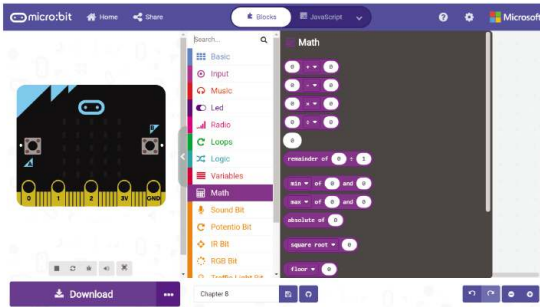 micro:bit Home Share Blocks JavaScript Microsoft
Search...
Basic
Input
Music
Led
Radio
Loops
Logic
Variables
Math
Sound Bit
Potentio Bit
IR Bit
RGB Bit
Traffic Light Bit
Math
0 + 0
0 - 0
0 × 0
0 ÷ 0
0
remainder of 0 ÷ 1
min of 0 and 0
max of 0 and 0
absolute of 0
square root 0
floor 0
0 1 2 3V GND
Download
Chapter 8